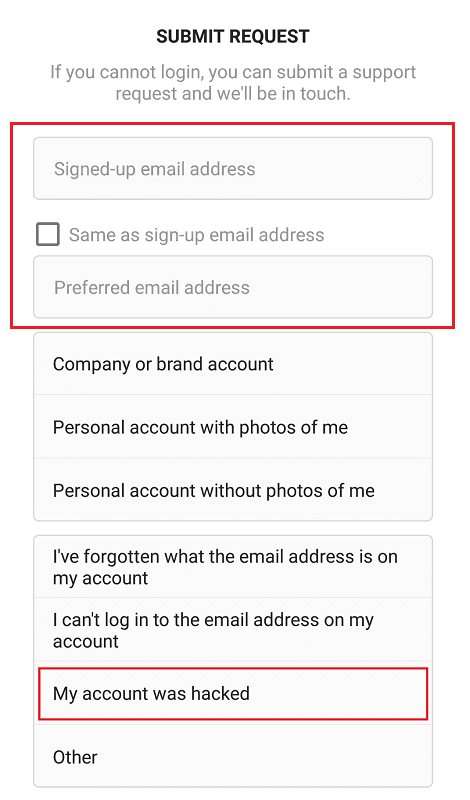 SUBMIT REQUEST
If you cannot login, you can submit a support
request and we'll be in touch.
Signed-up email address
Same as sign-up email address
Preferred email address
Company or brand account
Personal account with photos of me
Personal account without photos of me
I've forgotten what the email address is on
my account
I can't log in to the email address on my
account
My account was hacked
Other